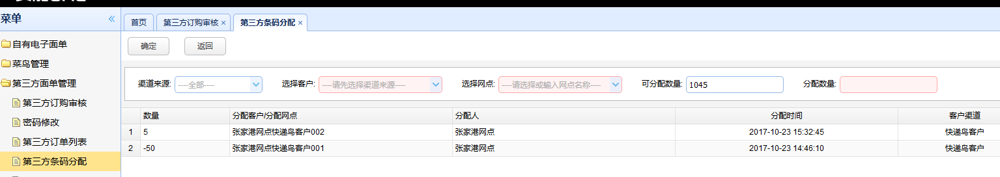 菜单
首页 第三方订购审核 第三方条码分配
自有电子面单
菜鸟管理
第三方面单管理
第三方订购审核
密码修改
第三方订单列表
第三方条码分配
确定 返回
渠道来源: ----全部---- 选择客户: ----请先选择渠道来源---- 选择网点: ----请选择或输入网点名称---- 可分配数量: 1045 分配数量:
数量 分配客户/分配网点 分配人 分配时间 客户渠道
1 5 张家港网点快递鸟客户002 张家港网点 2017-10-23 15:32:45 快递鸟客户
2 -50 张家港网点快递鸟客户001 张家港网点 2017-10-23 14:46:10 快递鸟客户